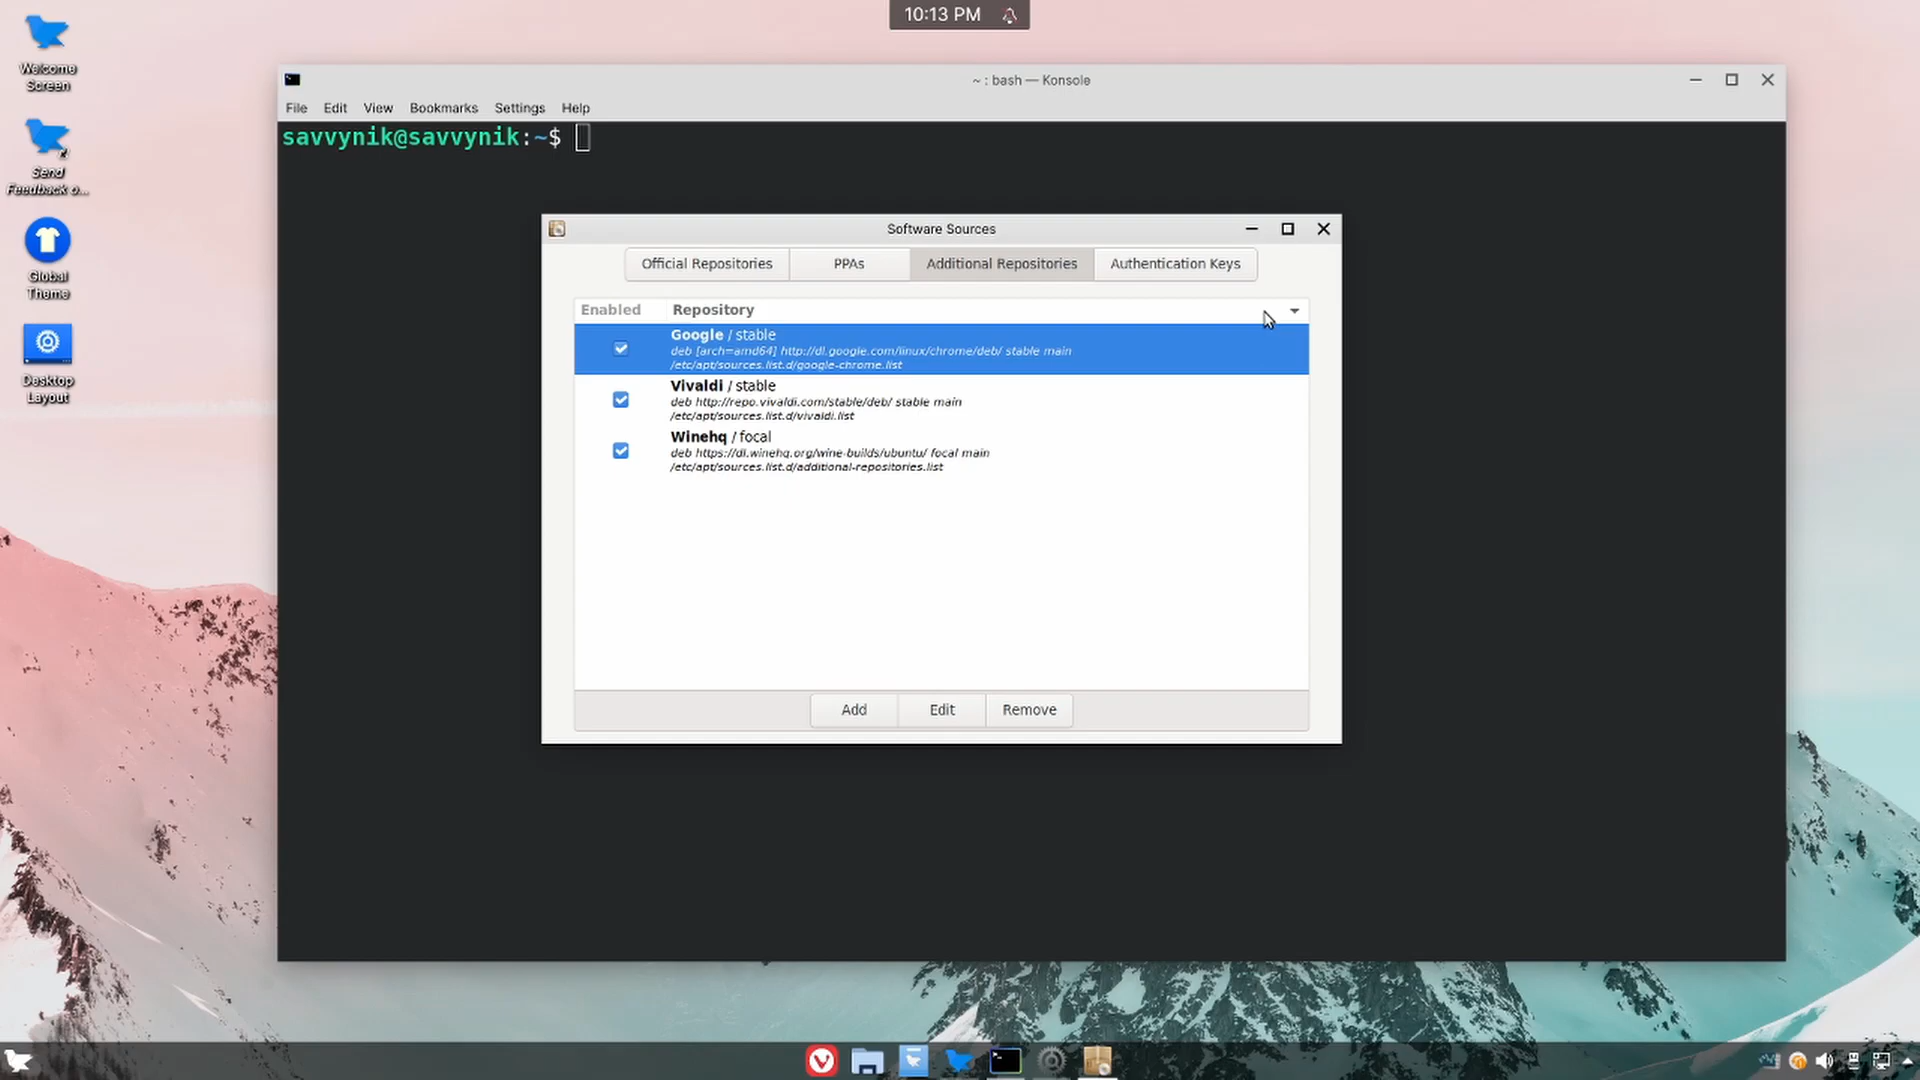 10:13 PM
Welcome
Screen
Send
Feedback o...
Global
Theme
Desktop
Layout
~ : bash — Konsole
File Edit View Bookmarks Settings Help
savvynik@savvynik:~$
Software Sources
Official Repositories PPAs Additional Repositories Authentication Keys
Enabled Repository
Google / stable
deb [arch=amd64] http://dl.google.com/linux/chrome/deb/ stable main
/etc/apt/sources.list.d/google-chrome.list
Vivaldi / stable
deb http://repo.vivaldi.com/stable/deb/ stable main
/etc/apt/sources.list.d/vivaldi.list
Winehq / focal
deb https://dl.winehq.org/wine-builds/ubuntu/ focal main
/etc/apt/sources.list.d/additional-repositories.list
Add Edit Remove